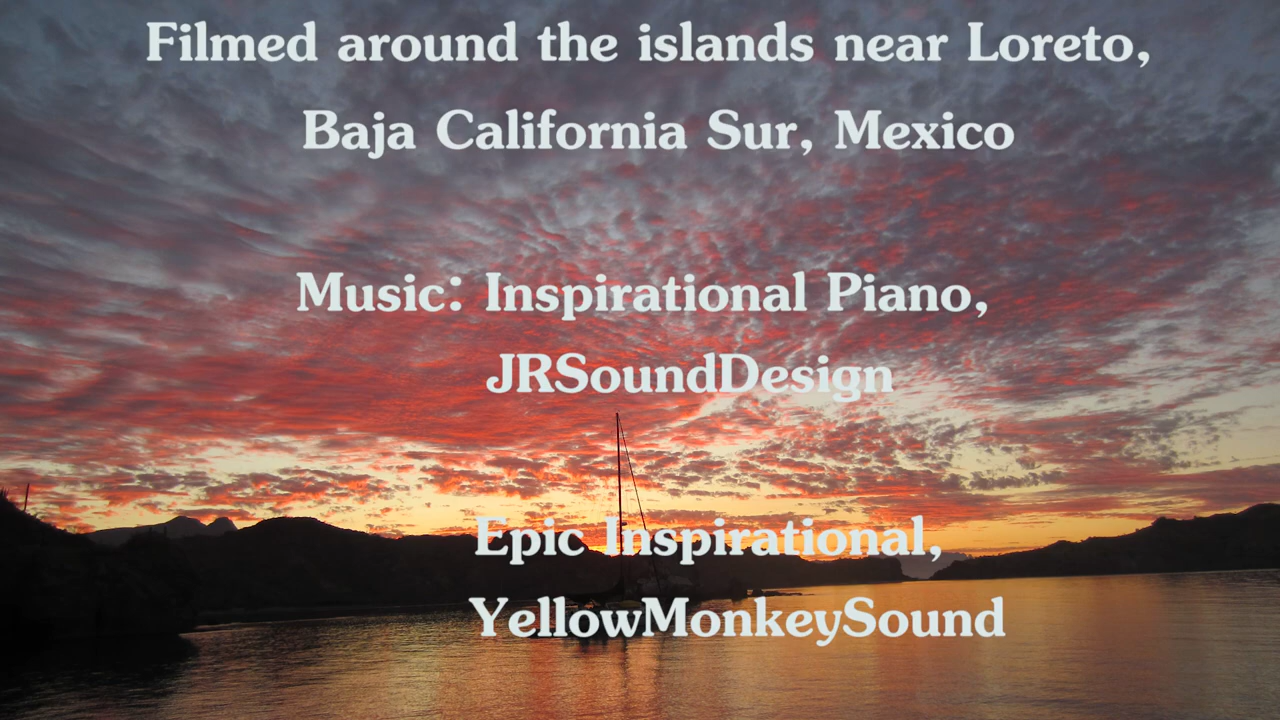 Filmed around the islands near Loreto,
Baja California Sur, Mexico
Music: Inspirational Piano,
JRSoundDesign
Epic Inspirational,
YellowMonkeySound